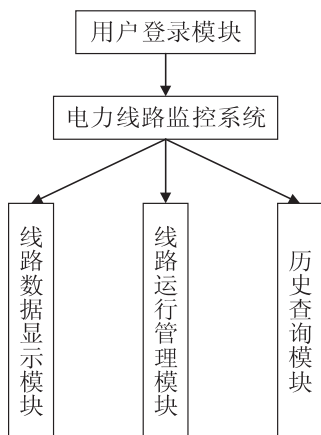 用户登录模块
电力线路监控系统
线路数据显示模块
线路运行管理模块
历史查询模块